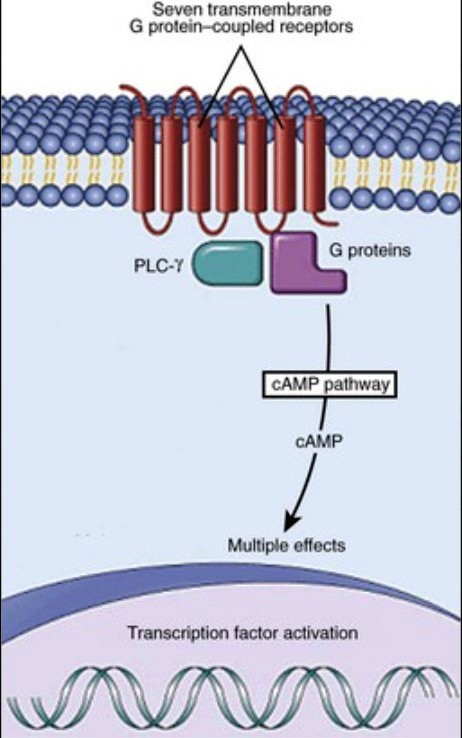 Seven transmembrane
G protein–coupled receptors
PLC-γ
G proteins
cAMP pathway
cAMP
Multiple effects
Transcription factor activation